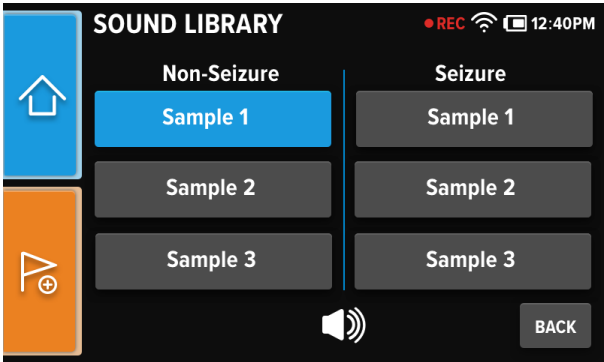 SOUND LIBRARY
REC 12:40PM
Non-Seizure Seizure
Sample 1 Sample 1
Sample 2 Sample 2
Sample 3 Sample 3
BACK